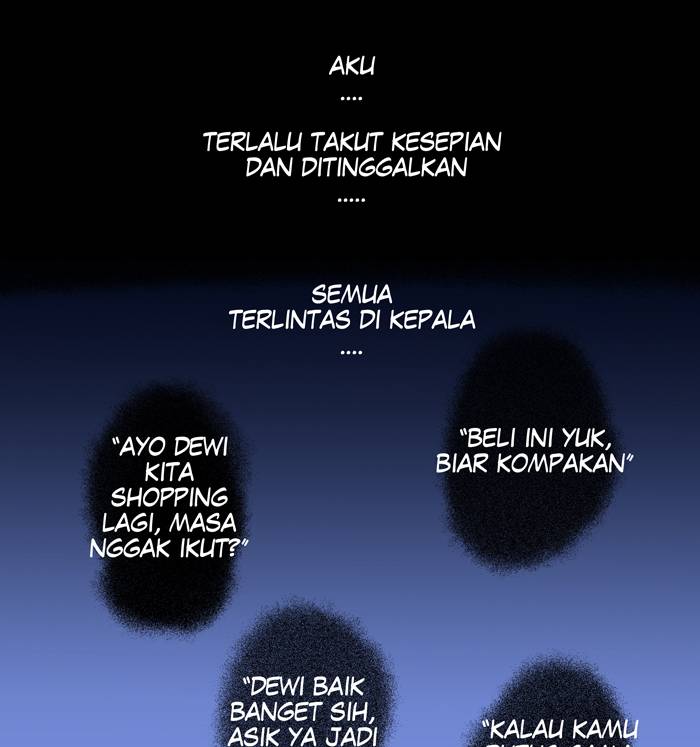 AKU
....
TERLALU TAKUT KESEPIAN
DAN DITINGGALKAN
.....
SEMUA
TERLINTAS DI KEPALA
....
"AYO DEWI
KITA
SHOPPING
LAGI, MASA
NGGAK IKUT?"
"BELI INI YUK,
BIAR KOMPAKAN"
"DEWI BAIK
BANGET SIH,
ASIK YA JADI
"KALAU KAMU